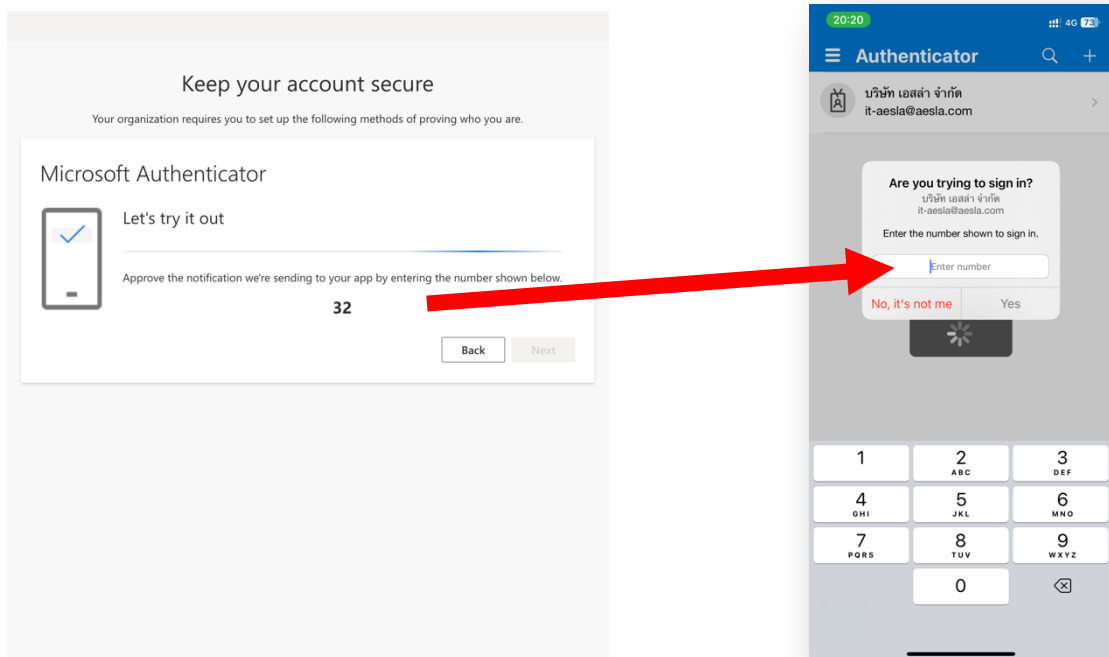 Keep your account secure
Your organization requires you to set up the following methods of proving who you are.
Microsoft Authenticator
Let's try it out
Approve the notification we're sending to your app by entering the number shown below.
32
Back Next
20:20 4G 73
Authenticator
บริษัท เอสล่า จำกัด
it-aesla@aesla.com
Are you trying to sign in?
บริษัท เอสล่า จำกัด
it-aesla@aesla.com
Enter the number shown to sign in.
Enter number
No, it's not me Yes
1 2 3
ABC DEF
4 5 6
GHI JKL MNO
7 8 9
PQRS TUV WXYZ
0